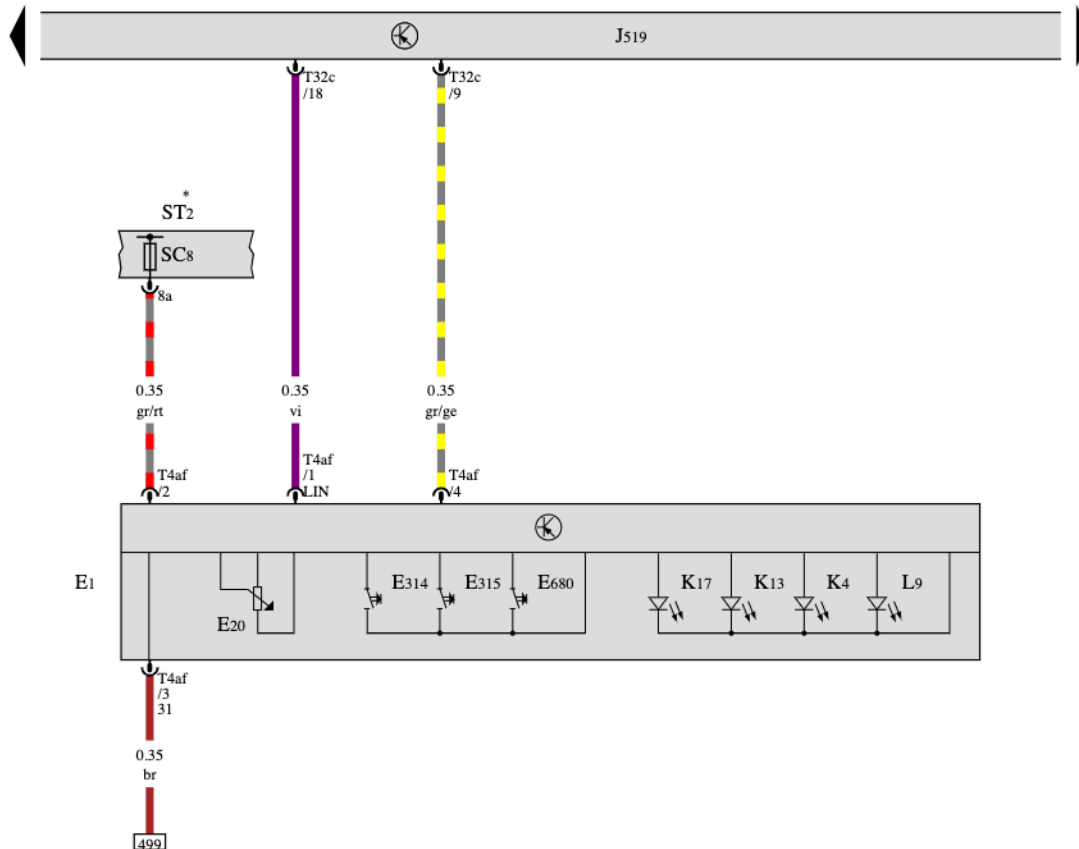 J519
T32c
/18
T32c
/9
*
ST2
SC8
8a
0.35
gr/rt
0.35
vi
0.35
gr/ge
T4af
/2
T4af
/1
LIN
T4af
/4
E1
E20
E314
E315
E680
K17
K13
K4
L9
T4af
/3
31
0.35
br
499